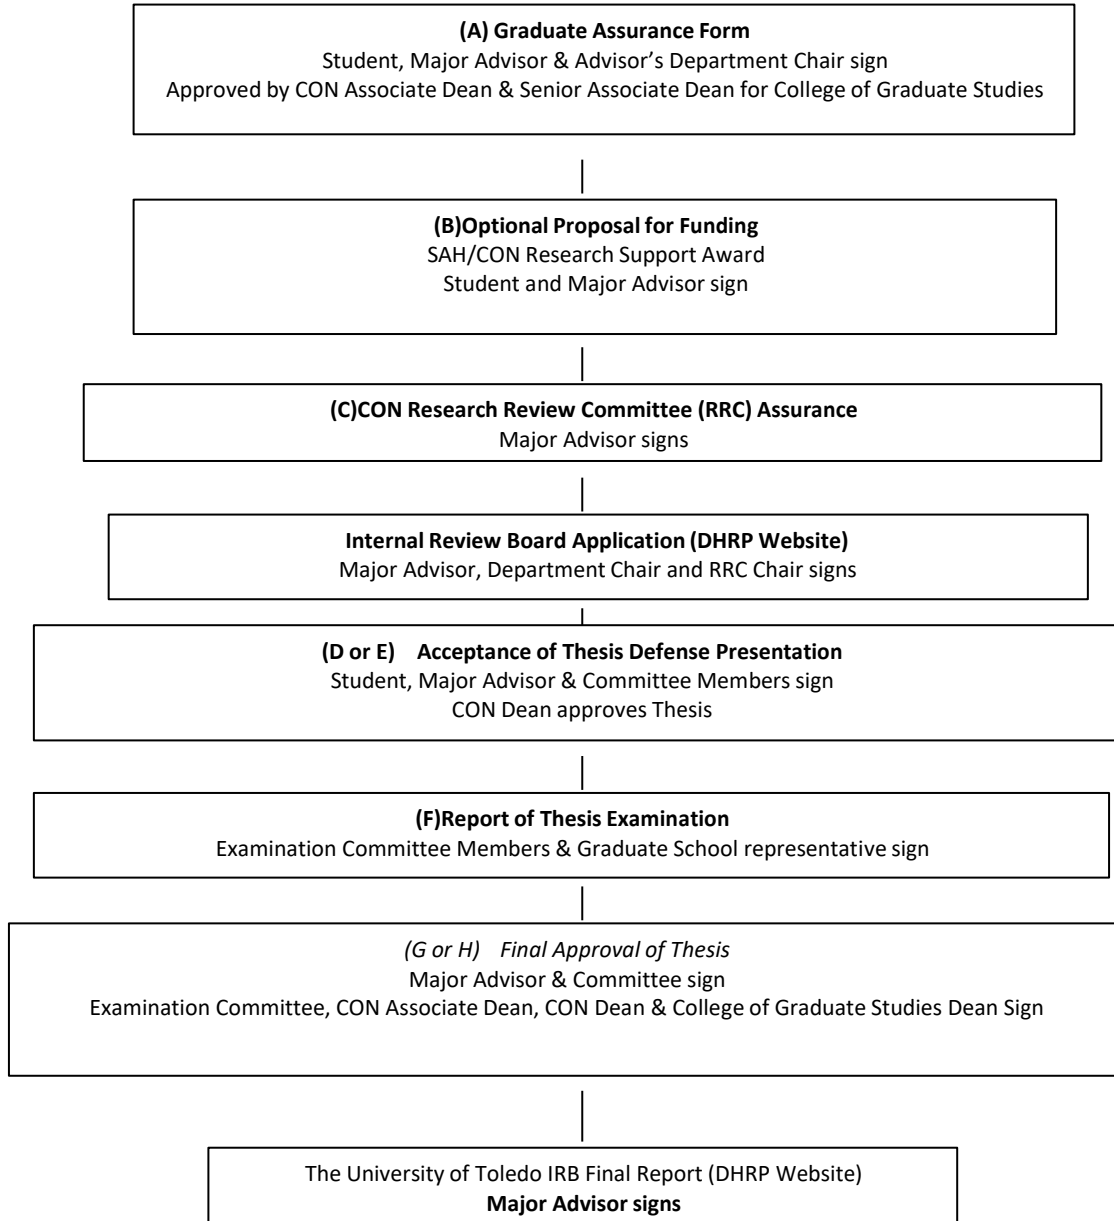 (A) Graduate Assurance Form
Student, Major Advisor & Advisor’s Department Chair sign
Approved by CON Associate Dean & Senior Associate Dean for College of Graduate Studies
(B)Optional Proposal for Funding
SAH/CON Research Support Award
Student and Major Advisor sign
(C)CON Research Review Committee (RRC) Assurance
Major Advisor signs
Internal Review Board Application (DHRP Website)
Major Advisor, Department Chair and RRC Chair signs
(D or E) Acceptance of Thesis Defense Presentation
Student, Major Advisor & Committee Members sign
CON Dean approves Thesis
(F)Report of Thesis Examination
Examination Committee Members & Graduate School representative sign
(G or H) Final Approval of Thesis
Major Advisor & Committee sign
Examination Committee, CON Associate Dean, CON Dean & College of Graduate Studies Dean Sign
The University of Toledo IRB Final Report (DHRP Website)
Major Advisor signs